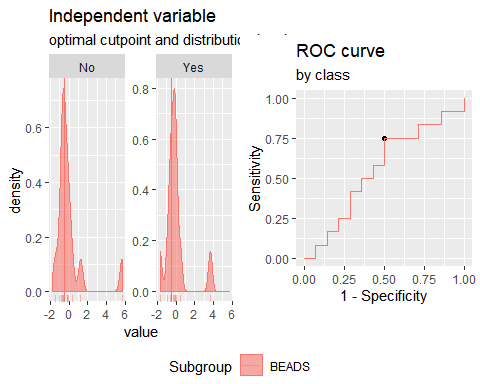 Independent variable
optimal cutpoint and distributio
No
Yes
density
0.0
0.2
0.4
0.6
0.0
0.2
0.4
0.6
0.8
-2 0 2 4 6
-2 0 2 4 6
value
ROC curve
by class
Sensitivity
1.00
0.75
0.50
0.25
0.00
0.00 0.25 0.50 0.75 1.00
1 - Specificity
Subgroup
BEADS